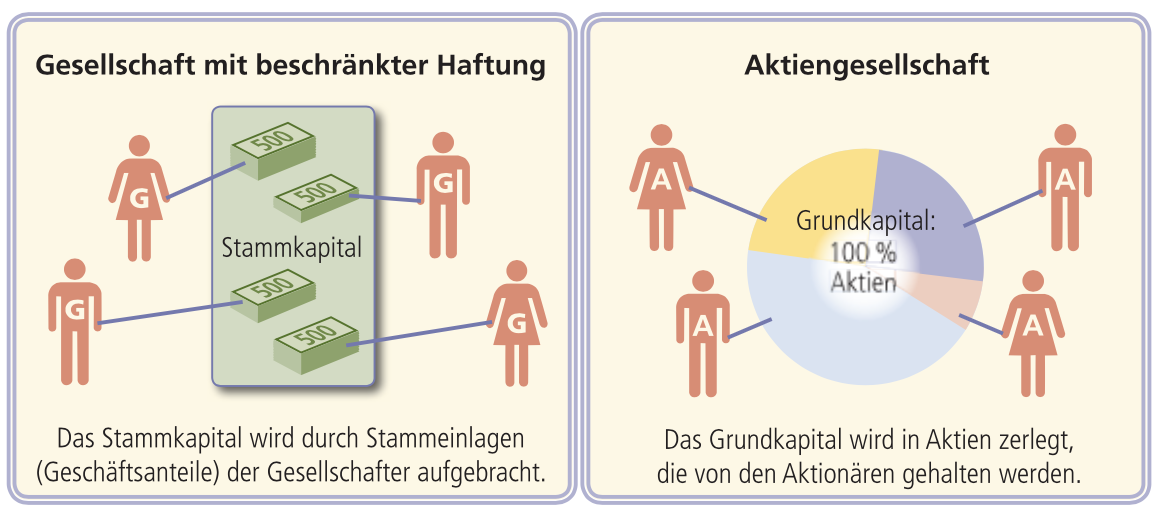 Gesellschaft mit beschränkter Haftung
500
G
500
G
Stammkapital
G
500
G
500
Das Stammkapital wird durch Stammeinlagen
(Geschäftsanteile) der Gesellschafter aufgebracht.
Aktiengesellschaft
A
A
Grundkapital:
100 %
Aktien
A
A
Das Grundkapital wird in Aktien zerlegt,
die von den Aktionären gehalten werden.